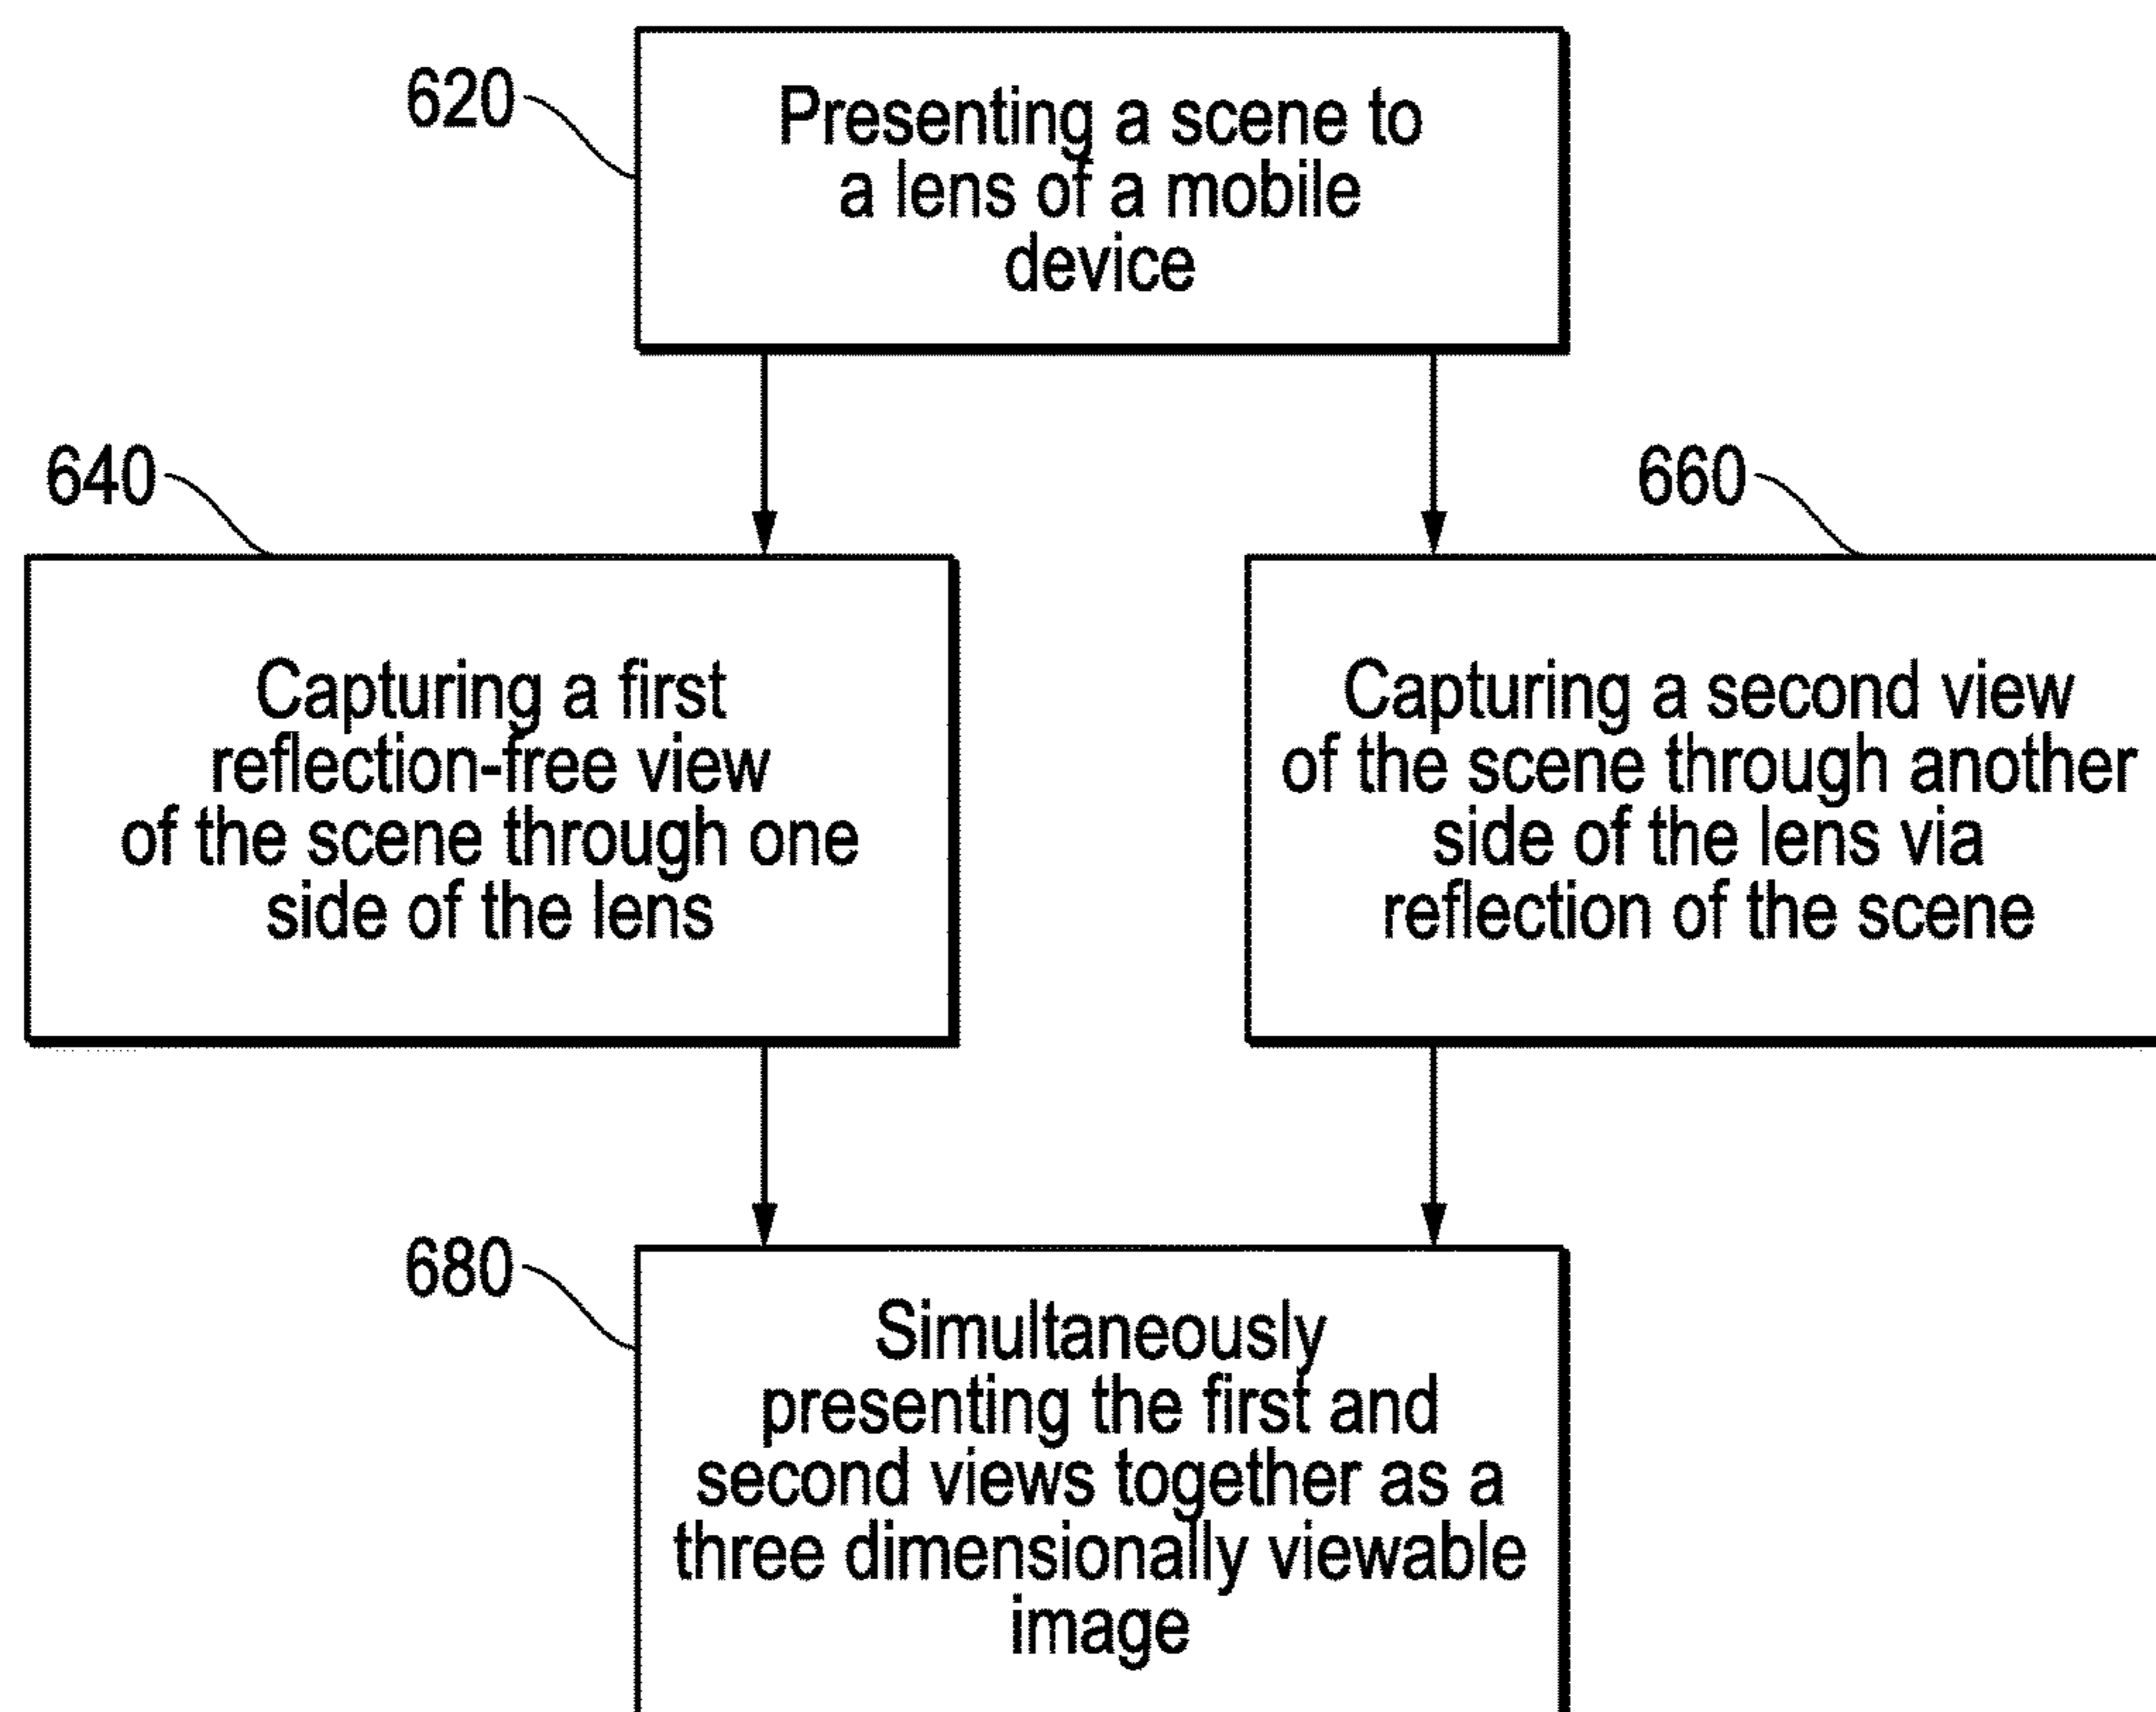 620
Presenting a scene to
a lens of a mobile
device
640
Capturing a first
reflection-free view
of the scene through one
side of the lens
660
Capturing a second view
of the scene through another
side of the lens via
reflection of the scene
680
Simultaneously
presenting the first and
second views together as a
three dimensionally viewable
image